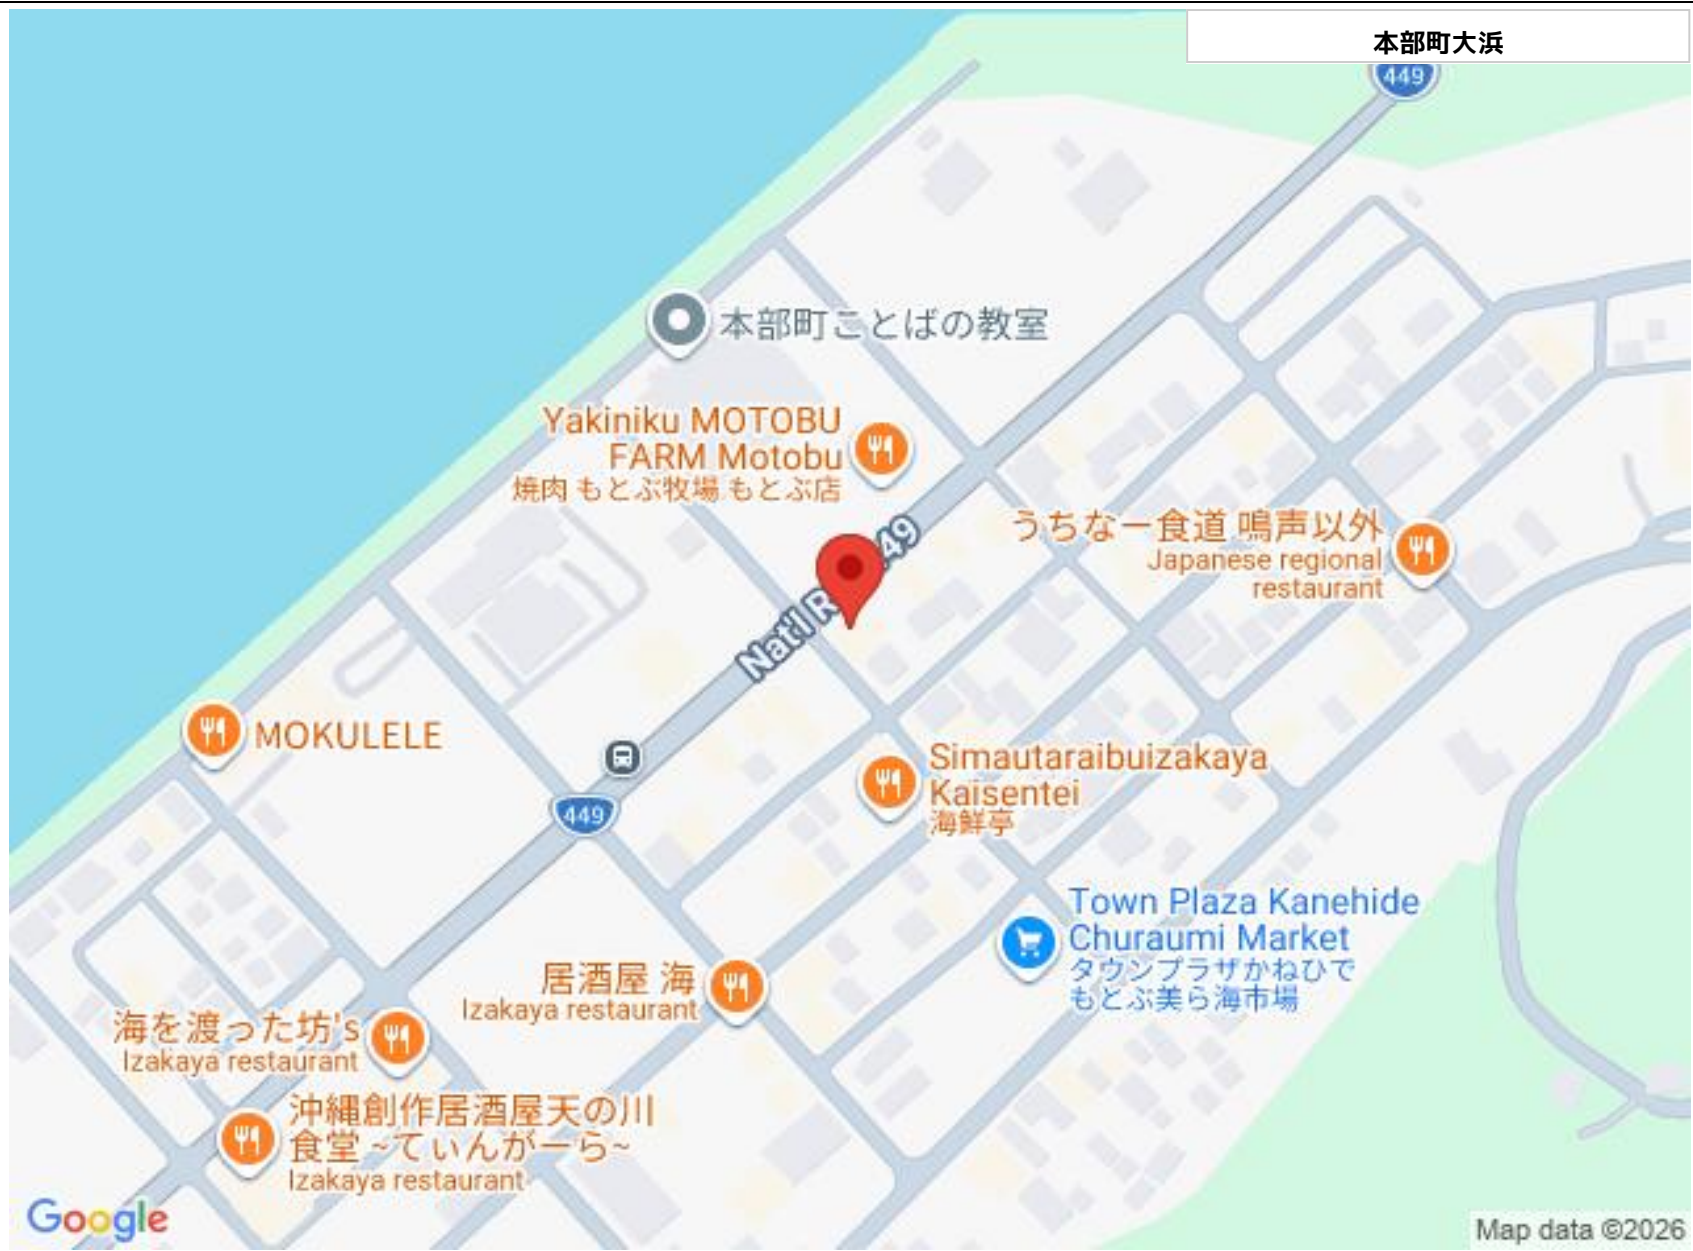 本部町大浜
449
本部町ことばの教室
Yakiniku MOTOBU
FARM Motobu
焼肉 もとぶ牧場 もとぶ店
うちなー食道 鳴声以外
Japanese regional
restaurant
Nat'l R 49
MOKULELE
Simautaraibuizakaya
Kaisentei
海鮮亭
449
Town Plaza Kanehide
Churaumi Market
タウンプラザかねひで
もとぶ美ら海市場
居酒屋 海
Izakaya restaurant
海を渡った坊's
Izakaya restaurant
沖縄創作居酒屋天の川
食堂 ~てぃんがーら~
Izakaya restaurant
Google
Map data ©2026